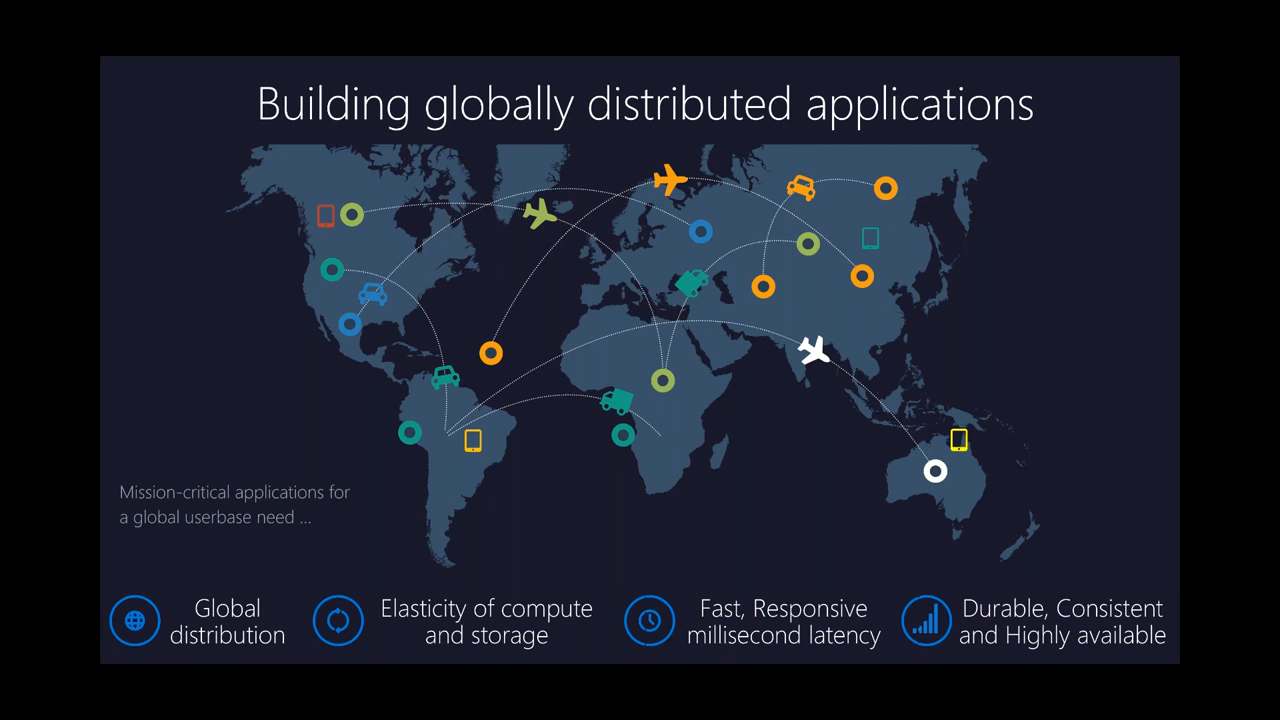 Building globally distributed applications
Mission-critical applications for
a global userbase need ...
Global
distribution
Elasticity of compute
and storage
Fast, Responsive
millisecond latency
Durable, Consistent
and Highly available